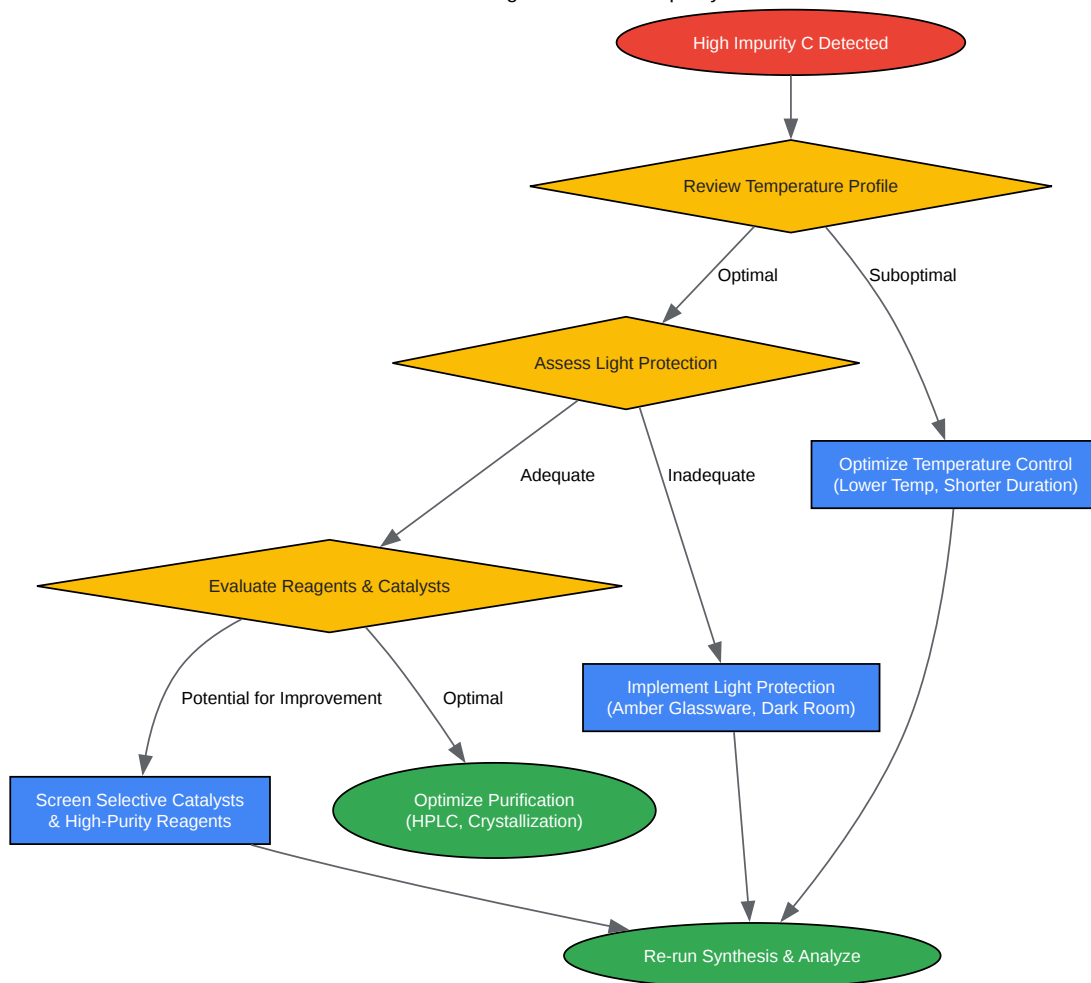 High Impurity C Detected
Review Temperature Profile
Optimal
Suboptimal
Assess Light Protection
Adequate
Inadequate
Optimize Temperature Control
(Lower Temp, Shorter Duration)
Evaluate Reagents & Catalysts
Potential for Improvement
Optimal
Implement Light Protection
(Amber Glassware, Dark Room)
Screen Selective Catalysts
& High-Purity Reagents
Optimize Purification
(HPLC, Crystallization)
Re-run Synthesis & Analyze